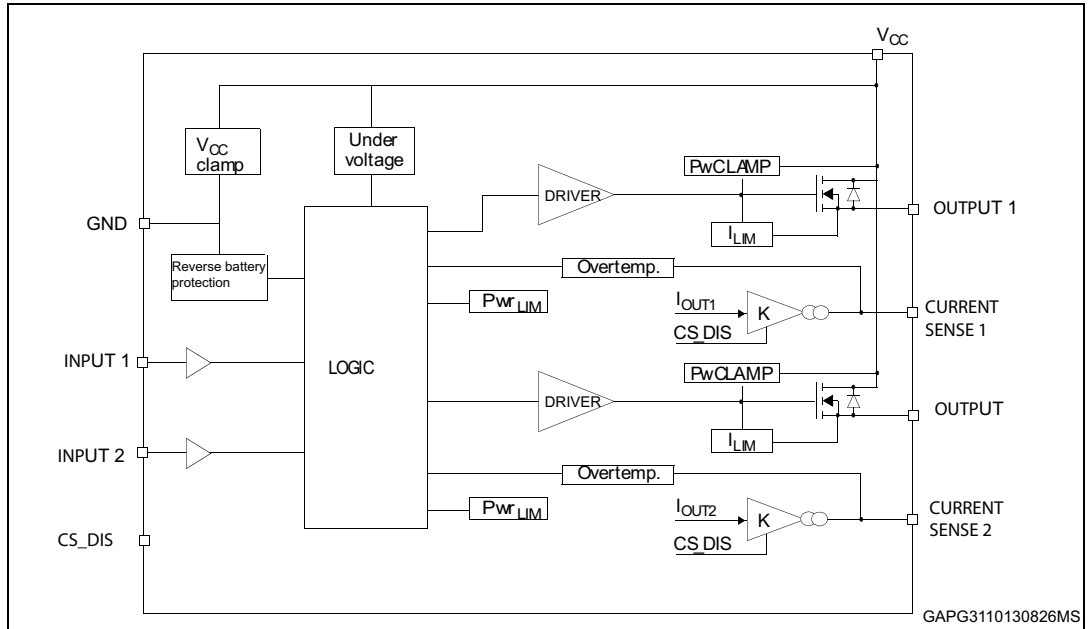 VCC
VCC
clamp
Under
voltage
PwCLAMP
DRIVER
GND
OUTPUT 1
ILIM
Reverse battery
protection
Overtemp.
PwrLIM
IOUT1
K
CURRENT
SENSE 1
CS_DIS
INPUT 1
LOGIC
PwCLAMP
DRIVER
OUTPUT
ILIM
INPUT 2
Overtemp.
PwrLIM
IOUT2
K
CURRENT
SENSE 2
CS_DIS
CS_DIS
GAPG3110130826MS